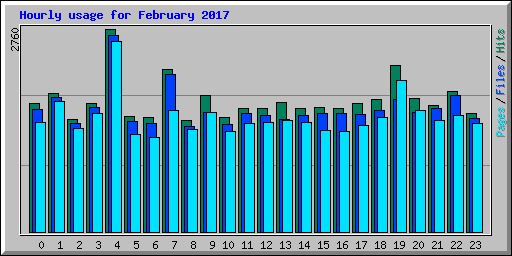 Hourly usage for February 2017
2760
Pages/Files/Hits
0 1 2 3 4 5 6 7 8 9 10 11 12 13 14 15 16 17 18 19 20 21 22 23